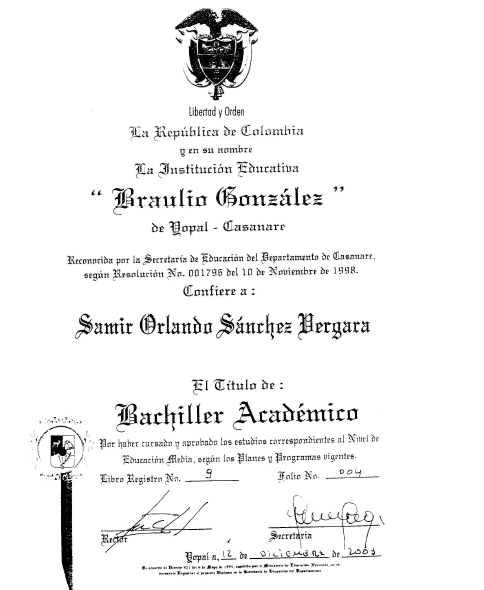 Libertad y Orden
La República de Colombia
y en su nombre
La Institución Educativa
“ Braulio González ”
de Yopal - Casanare
Reconocida por la Secretaría de Educación del Departamento de Casanare,
según Resolución No. 001796 del 10 de Noviembre de 1998.
Confiere a :
Samir Orlando Sánchez Vergara
El Título de :
Bachiller Académico
Por haber cursado y aprobado los estudios correspondientes al Nivel de
Educación Media, según los Planes y Programas vigentes.
Libro Registro No. 9 Folio No. 004
Rector Secretaria
Yopal a, 12 de Diciembre de